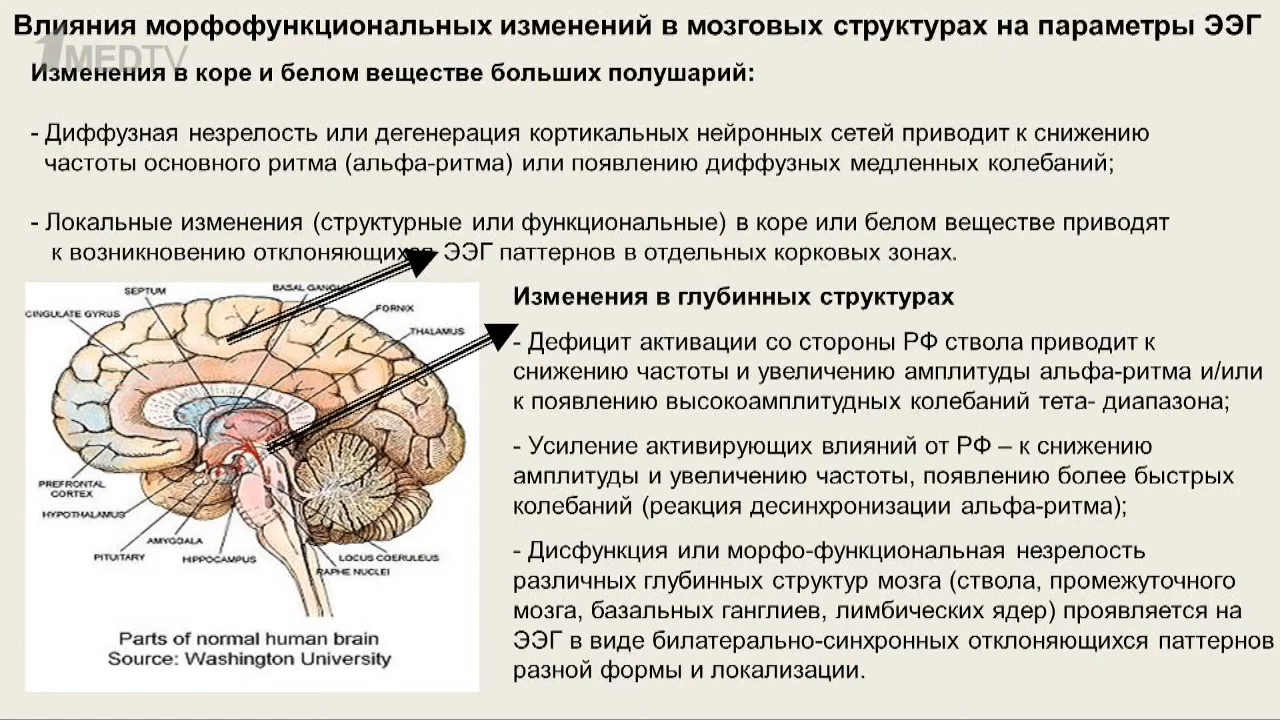 Влияния морфофункциональных изменений в мозговых структурах на параметры ЭЭГ
1MEDTV
Изменения в коре и белом веществе больших полушарий:
- Диффузная незрелость или дегенерация кортикальных нейронных сетей приводит к снижению
частоты основного ритма (альфа-ритма) или появлению диффузных медленных колебаний;
- Локальные изменения (структурные или функциональные) в коре или белом веществе приводят
к возникновению отклоняющихся ЭЭГ паттернов в отдельных корковых зонах.
SEPTUM
BASAL GANGLIA
CINGULATE GYRUS
FORNIX
THALAMUS
PREFRONTAL
CORTEX
HYPOTHALAMUS
PITUITARY
AMYGDALA
HIPPOCAMPUS
LOCUS COERULEUS
RAPHE NUCLEI
Parts of normal human brain
Source: Washington University
Изменения в глубинных структурах
- Дефицит активации со стороны РФ ствола приводит к
снижению частоты и увеличению амплитуды альфа-ритма и/или
к появлению высокоамплитудных колебаний тета- диапазона;
- Усиление активирующих влияний от РФ – к снижению
амплитуды и увеличению частоты, появлению более быстрых
колебаний (реакция десинхронизации альфа-ритма);
- Дисфункция или морфо-функциональная незрелость
различных глубинных структур мозга (ствола, промежуточного
мозга, базальных ганглиев, лимбических ядер) проявляется на
ЭЭГ в виде билатерально-синхронных отклоняющихся паттернов
разной формы и локализации.